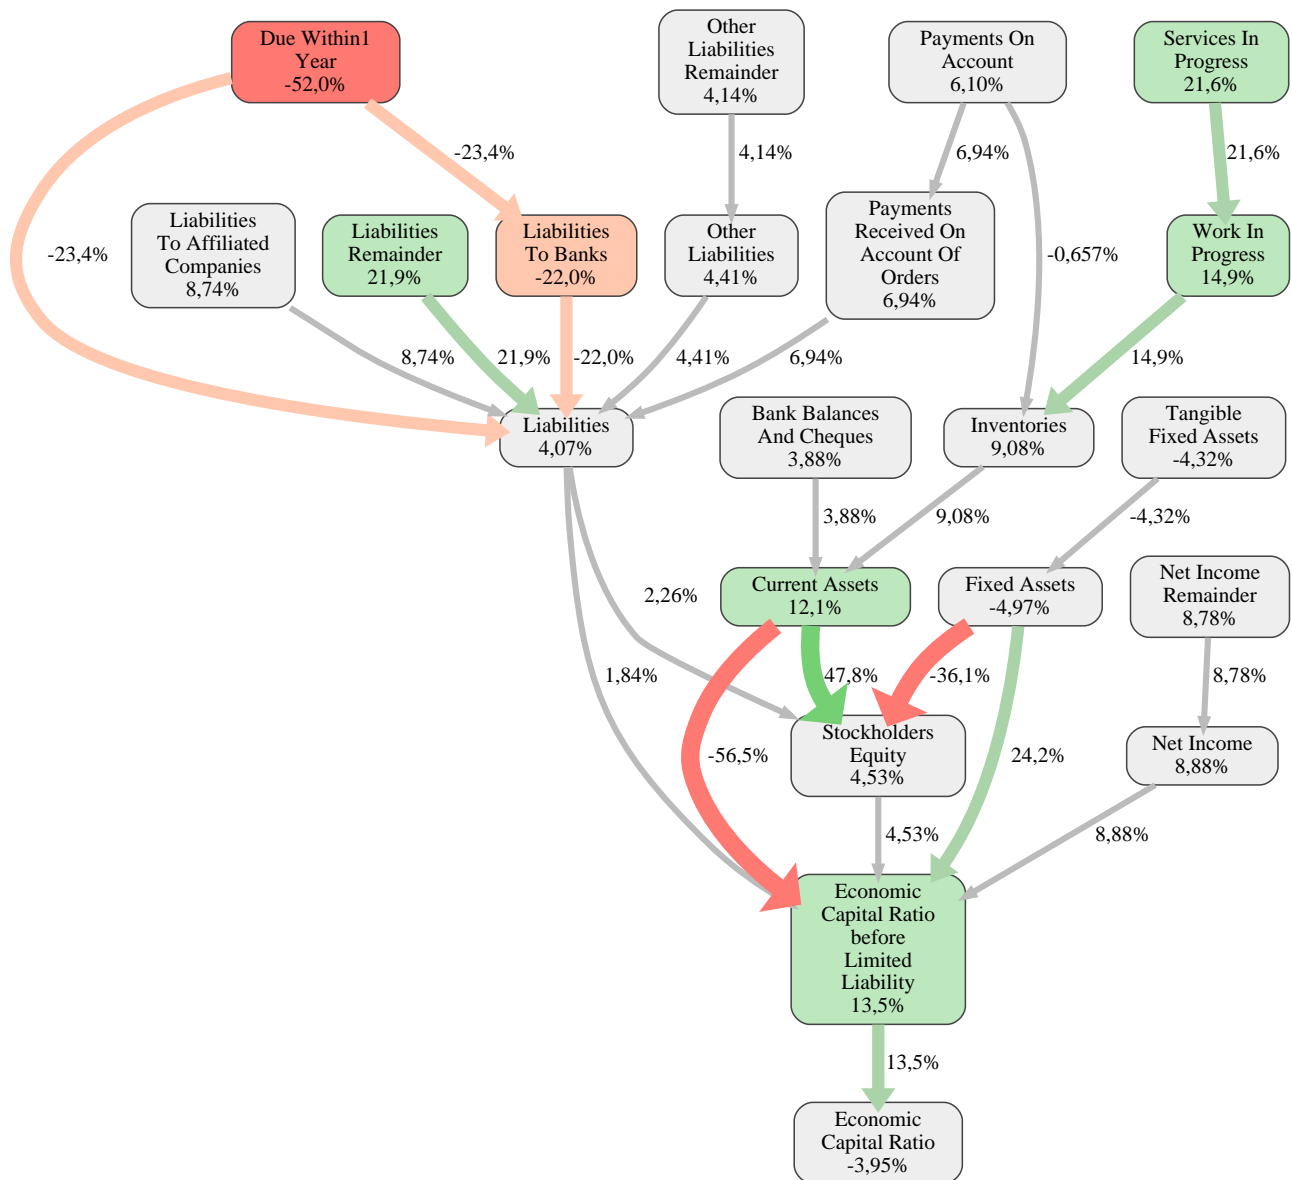 Due Within1
Year
-52,0%
Other
Liabilities
Remainder
4,14%
Payments On
Account
6,10%
Services In
Progress
21,6%
-23,4%
4,14%
6,94%
21,6%
Liabilities
To Affiliated
Companies
8,74%
Liabilities
Remainder
21,9%
Liabilities
To Banks
-22,0%
Other
Liabilities
4,41%
Payments
Received On
Account Of
Orders
6,94%
Work In
Progress
14,9%
-23,4%
-0,657%
8,74%
21,9%
-22,0%
4,41%
6,94%
14,9%
Liabilities
4,07%
Bank Balances
And Cheques
3,88%
Inventories
9,08%
Tangible
Fixed Assets
-4,32%
3,88%
9,08%
-4,32%
Current Assets
12,1%
Fixed Assets
-4,97%
Net Income
Remainder
8,78%
2,26%
1,84%
47,8%
-36,1%
8,78%
Stockholders
Equity
4,53%
Net Income
8,88%
-56,5%
24,2%
4,53%
8,88%
Economic
Capital Ratio
before
Limited
Liability
13,5%
13,5%
Economic
Capital Ratio
-3,95%